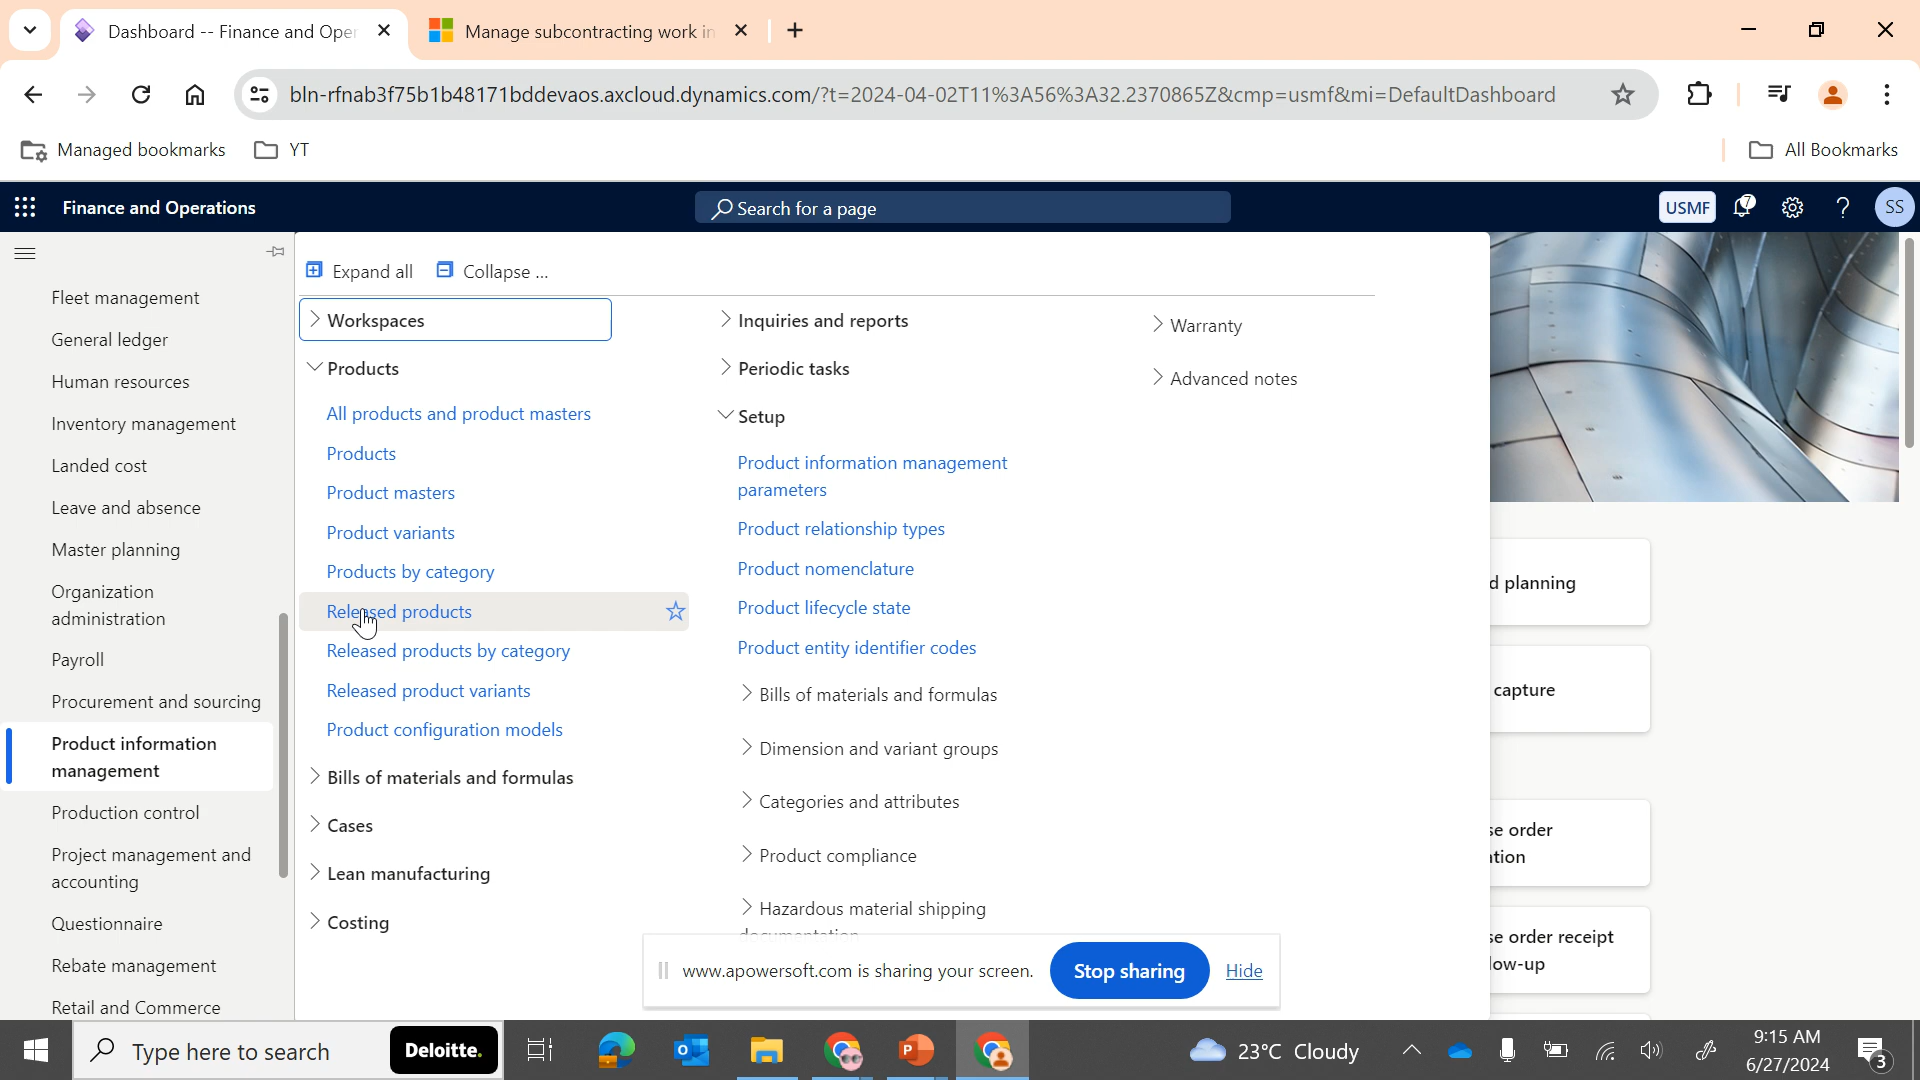 Dashboard -- Finance and Oper
Manage subcontracting work in
bln-rfnab3f75b1b48171bddevaos.axcloud.dynamics.com/?t=2024-04-02T11%3A56%3A32.2370865Z&cmp=usmf&mi=DefaultDashboard
Managed bookmarks
YT
All Bookmarks
Finance and Operations
Search for a page
USMF
7
?
SS
Fleet management
General ledger
Human resources
Inventory management
Landed cost
Leave and absence
Master planning
Organization
administration
Payroll
Procurement and sourcing
Product information
management
Production control
Project management and
accounting
Questionnaire
Rebate management
Retail and Commerce
Expand all
Collapse ...
Workspaces
Products
All products and product masters
Products
Product masters
Product variants
Products by category
Released products
Released products by category
Released product variants
Product configuration models
Bills of materials and formulas
Cases
Lean manufacturing
Costing
Inquiries and reports
Periodic tasks
Setup
Product information management
parameters
Product relationship types
Product nomenclature
Product lifecycle state
Product entity identifier codes
Bills of materials and formulas
Dimension and variant groups
Categories and attributes
Product compliance
Hazardous material shipping
Warranty
Advanced notes
d planning
capture
se order
ation
se order receipt
low-up
www.apowersoft.com is sharing your screen.
Stop sharing
Hide
Type here to search
Deloitte.
23°C Cloudy
9:15 AM
6/27/2024
3